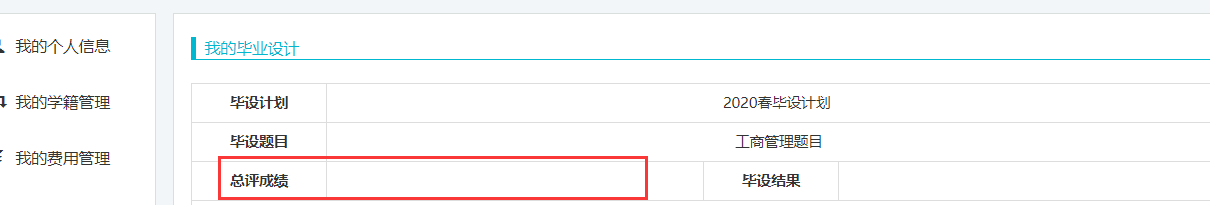 我的个人信息
我的学籍管理
我的费用管理
我的毕业设计
毕设计划 2020春毕设计划
毕设题目 工商管理题目
总评成绩 毕设结果